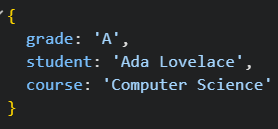 {
  grade: 'A',
  student: 'Ada Lovelace',
  course: 'Computer Science'
}